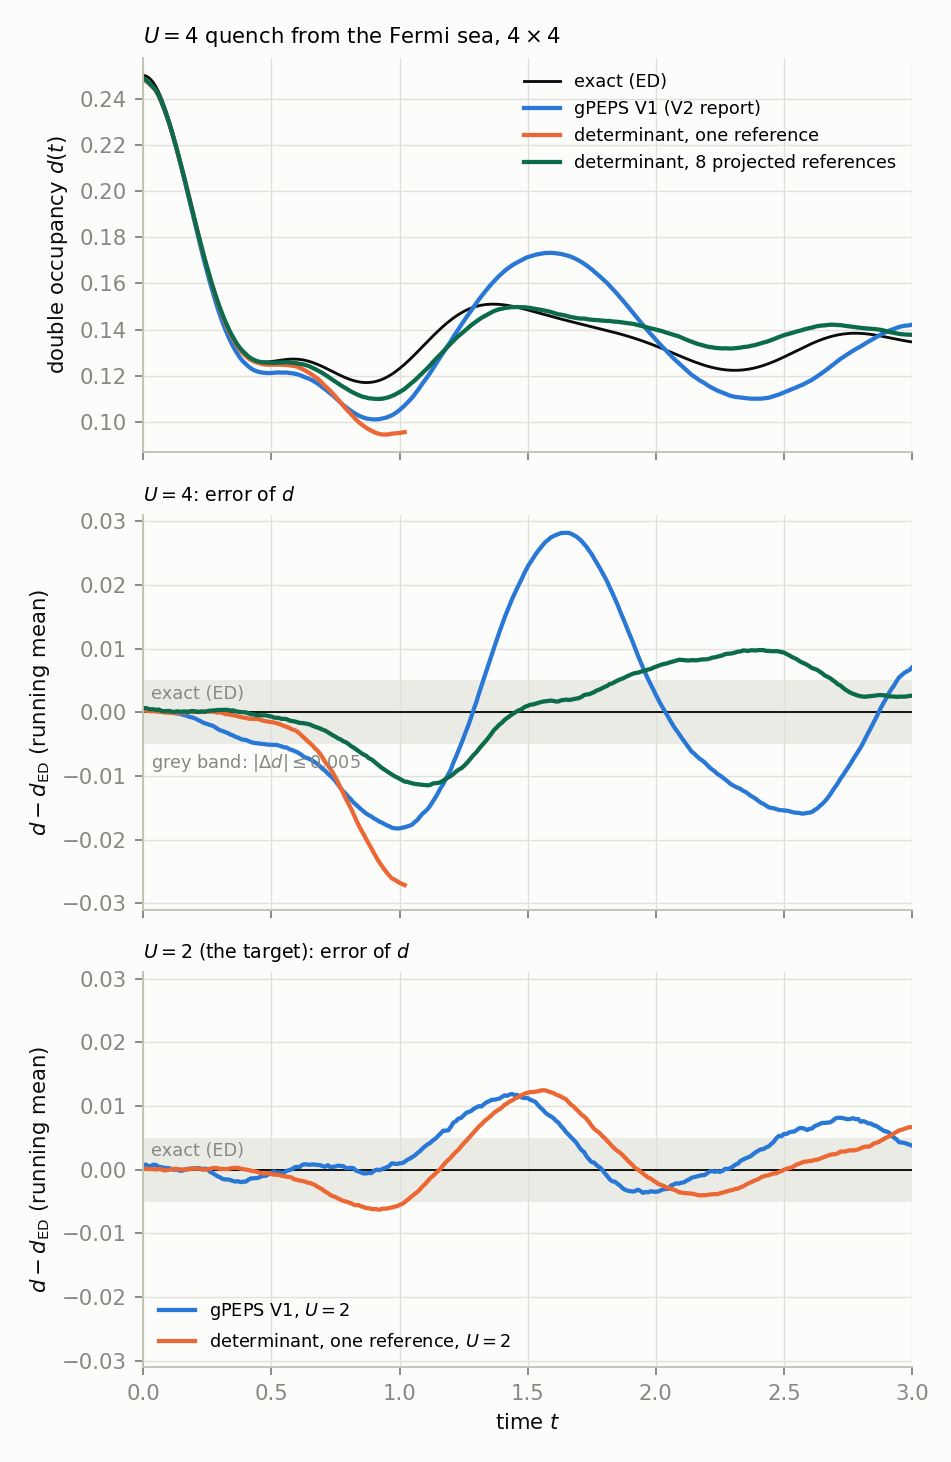 U = 4 quench from the Fermi sea, 4 × 4
double occupancy d(t)
0.24
0.22
0.20
0.18
0.16
0.14
0.12
0.10
exact (ED)
gPEPS V1 (V2 report)
determinant, one reference
determinant, 8 projected references
U = 4: error of d
d − d_ED (running mean)
0.03
0.02
0.01
0.00
−0.01
−0.02
−0.03
exact (ED)
grey band: |Δd| ≤ 0.005
U = 2 (the target): error of d
d − d_ED (running mean)
0.03
0.02
0.01
0.00
−0.01
−0.02
−0.03
exact (ED)
gPEPS V1, U = 2
determinant, one reference, U = 2
0.0 0.5 1.0 1.5 2.0 2.5 3.0
time t